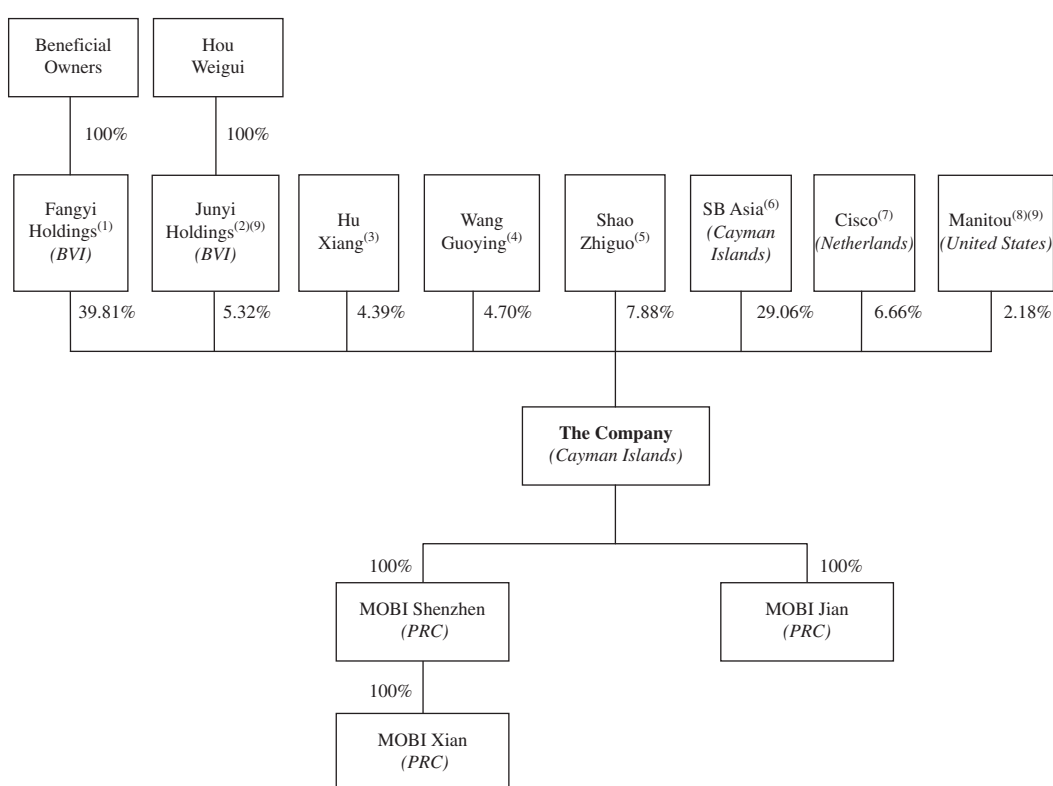 Beneficial
Owners
Hou
Weigui
100%
100%
Fangyi
Holdings(1)
(BVI)
Junyi
Holdings(2)(9)
(BVI)
Hu
Xiang(3)
Wang
Guoying(4)
Shao
Zhiguo(5)
SB Asia(6)
(Cayman
Islands)
Cisco(7)
(Netherlands)
Manitou(8)(9)
(United States)
39.81%
5.32%
4.39%
4.70%
7.88%
29.06%
6.66%
2.18%
The Company
(Cayman Islands)
100%
100%
MOBI Shenzhen
(PRC)
MOBI Jian
(PRC)
100%
MOBI Xian
(PRC)